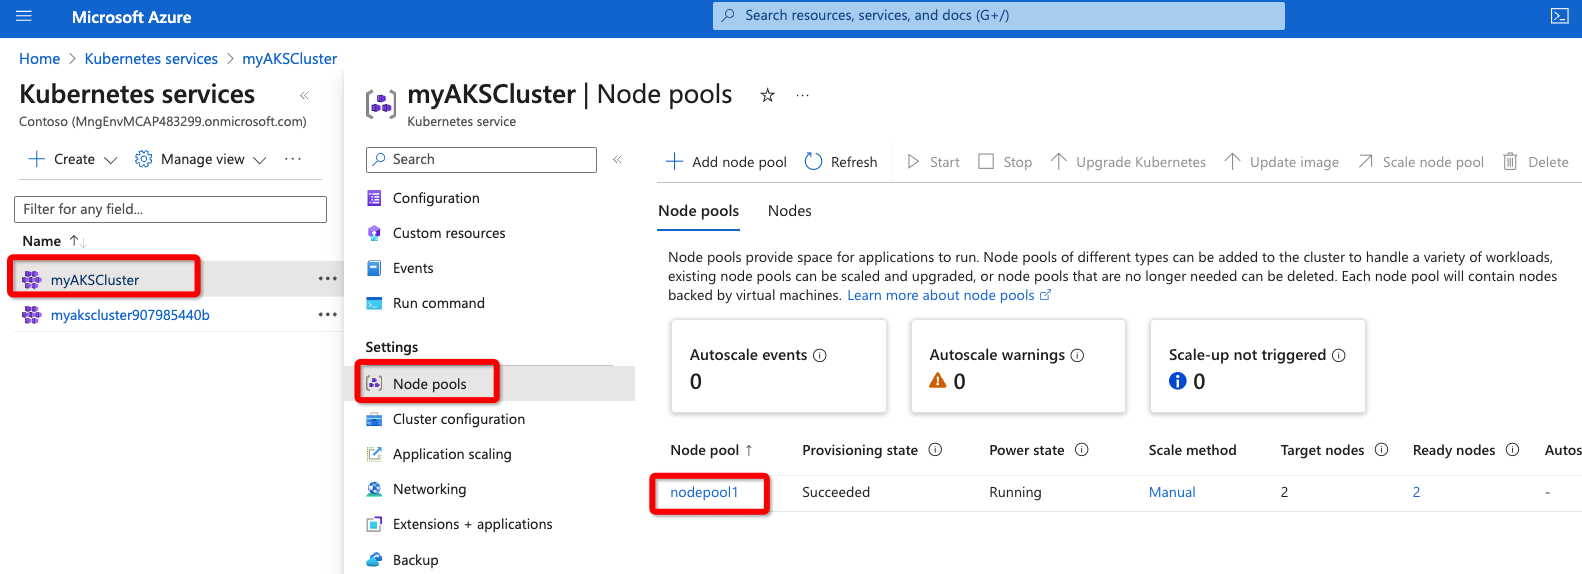 Microsoft Azure
Search resources, services, and docs (G+/)
Home > Kubernetes services > myAKSCluster
Kubernetes services
Contoso (MngEnvMCAP483299.onmicrosoft.com)
Create
Manage view
Filter for any field...
Name
myAKSCluster
myakscluster907985440b
myAKSCluster | Node pools
Kubernetes service
Search
Configuration
Custom resources
Events
Run command
Settings
Node pools
Cluster configuration
Application scaling
Networking
Extensions + applications
Backup
Add node pool
Refresh
Start
Stop
Upgrade Kubernetes
Update image
Scale node pool
Delete
Node pools
Nodes
Node pools provide space for applications to run. Node pools of different types can be added to the cluster to handle a variety of workloads,
existing node pools can be scaled and upgraded, or node pools that are no longer needed can be deleted. Each node pool will contain nodes
backed by virtual machines. Learn more about node pools
Autoscale events
0
Autoscale warnings
0
Scale-up not triggered
0
Node pool ↑ Provisioning state Power state Scale method Target nodes Ready nodes Autos
nodepool1 Succeeded Running Manual 2 2 -